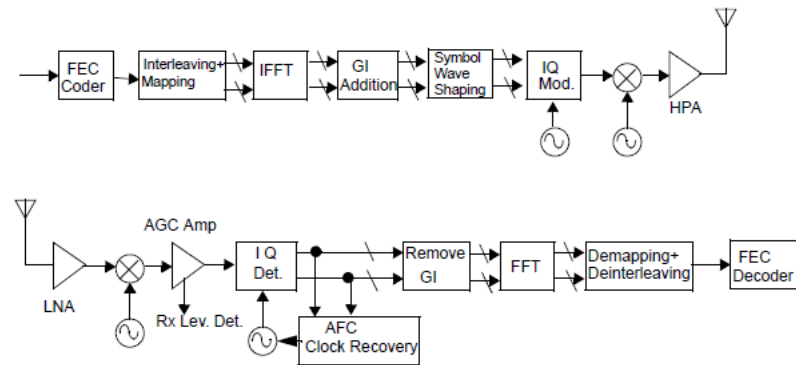 FEC
Coder
Interleaving+
Mapping
IFFT
GI
Addition
Symbol
Wave
Shaping
IQ
Mod.
HPA
LNA
AGC Amp
Rx Lev. Det.
I Q
Det.
AFC
Clock Recovery
Remove
GI
FFT
Demapping+
Deinterleaving
FEC
Decoder